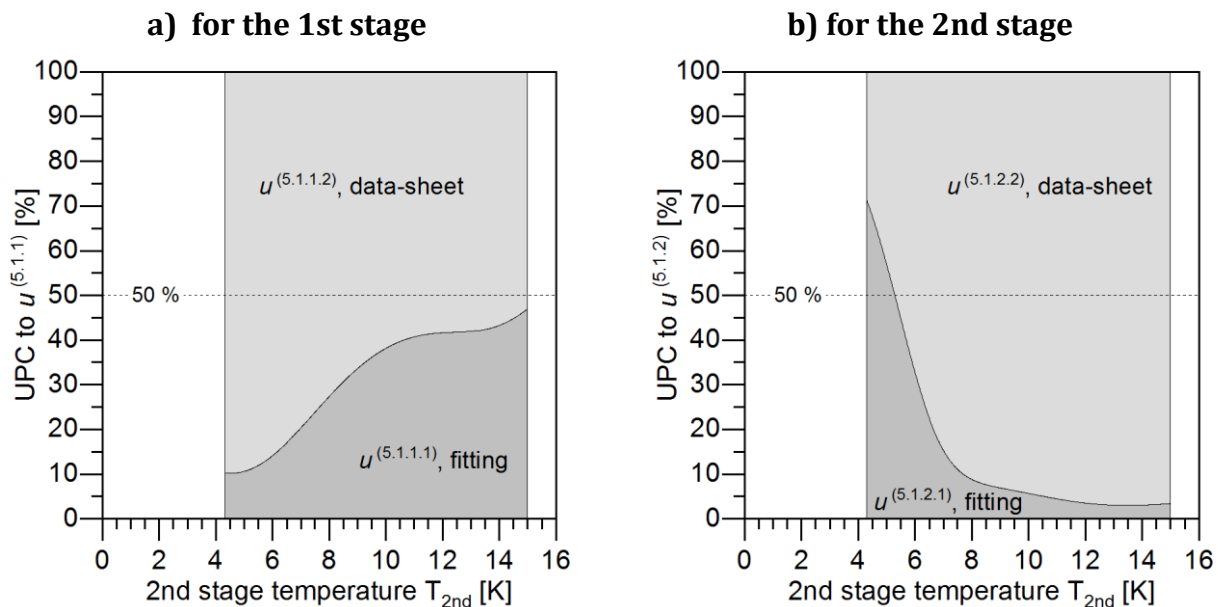 a) for the 1st stage
100
90
80
70
60
50
40
30
20
10
0
UPC to u (5.1.1) [%]
u (5.1.1.2), data-sheet
50 %
u (5.1.1.1), fitting
0 2 4 6 8 10 12 14 16
2nd stage temperature T2nd [K]
b) for the 2nd stage
100
90
80
70
60
50
40
30
20
10
0
UPC to u (5.1.2) [%]
u (5.1.2.2), data-sheet
50 %
u (5.1.2.1), fitting
0 2 4 6 8 10 12 14 16
2nd stage temperature T2nd [K]